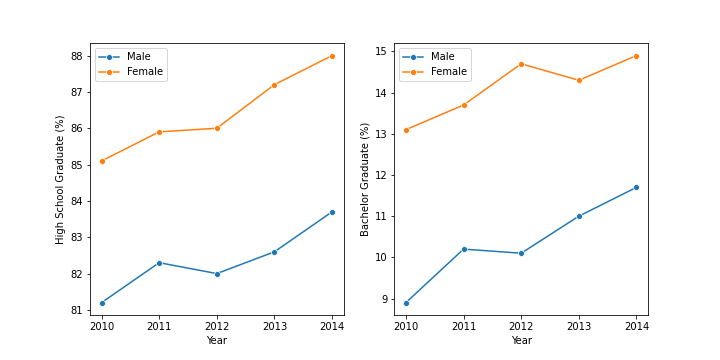 High School Graduate (%)
88
87
86
85
84
83
82
81
Male
Female
2010 2011 2012 2013 2014
Year
Bachelor Graduate (%)
15
14
13
12
11
10
9
Male
Female
2010 2011 2012 2013 2014
Year